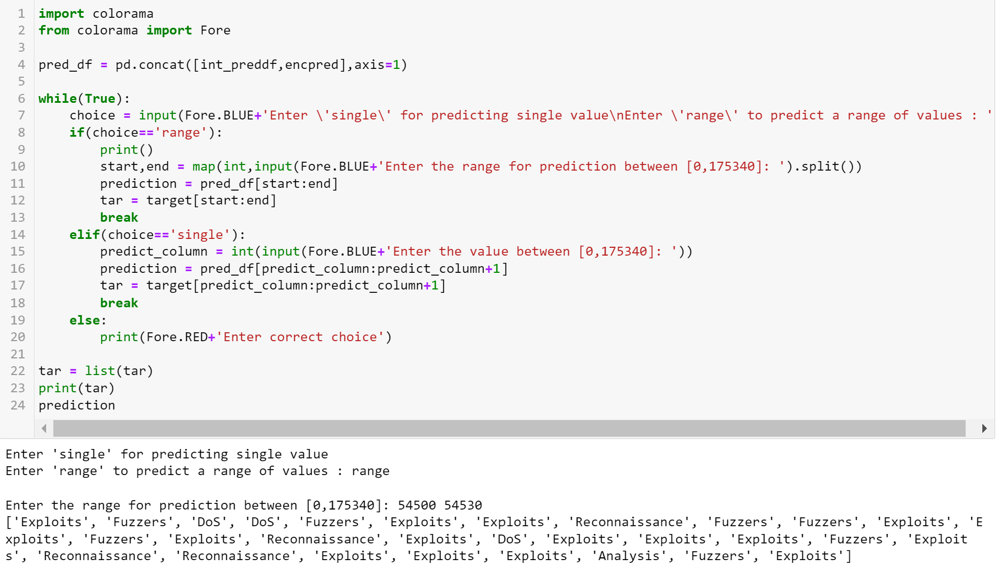 1 import colorama
2 from colorama import Fore
3
4 pred_df = pd.concat([int_preddf,encpred],axis=1)
5
6 while(True):
7     choice = input(Fore.BLUE+'Enter \'single\' for predicting single value\nEnter \'range\' to predict a range of values : '
8     if(choice=='range'):
9         print()
10         start,end = map(int,input(Fore.BLUE+'Enter the range for prediction between [0,175340]: ').split())
11         prediction = pred_df[start:end]
12         tar = target[start:end]
13         break
14     elif(choice=='single'):
15         predict_column = int(input(Fore.BLUE+'Enter the value between [0,175340]: '))
16         prediction = pred_df[predict_column:predict_column+1]
17         tar = target[predict_column:predict_column+1]
18         break
19     else:
20         print(Fore.RED+'Enter correct choice')
21
22 tar = list(tar)
23 print(tar)
24 prediction
Enter 'single' for predicting single value
Enter 'range' to predict a range of values : range

Enter the range for prediction between [0,175340]: 54500 54530
['Exploits', 'Fuzzers', 'DoS', 'DoS', 'Fuzzers', 'Exploits', 'Exploits', 'Reconnaissance', 'Fuzzers', 'Fuzzers', 'Exploits', 'E
xploits', 'Fuzzers', 'Exploits', 'Reconnaissance', 'Exploits', 'DoS', 'Exploits', 'Exploits', 'Exploits', 'Fuzzers', 'Exploit
s', 'Reconnaissance', 'Reconnaissance', 'Exploits', 'Exploits', 'Exploits', 'Analysis', 'Fuzzers', 'Exploits']